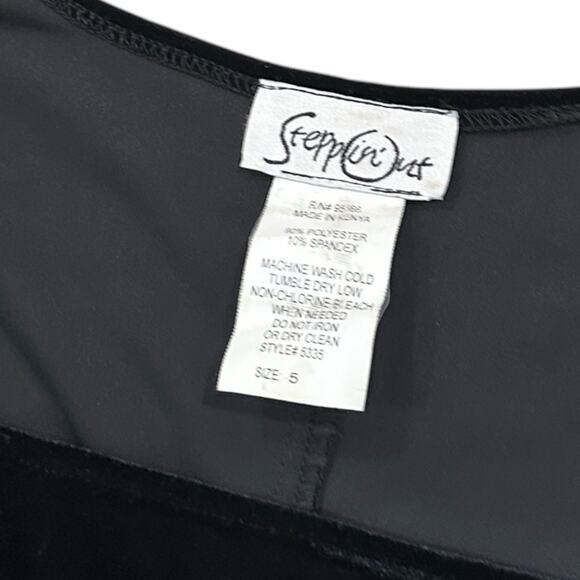 Steppin' Out
RN# 95166
MADE IN KENYA
90% POLYESTER
10% SPANDEX
MACHINE WASH COLD
TUMBLE DRY LOW
NON-CHLORINE BLEACH
WHEN NEEDED
DO NOT IRON
OR DRY CLEAN
STYLE# 5335
SIZE: 5